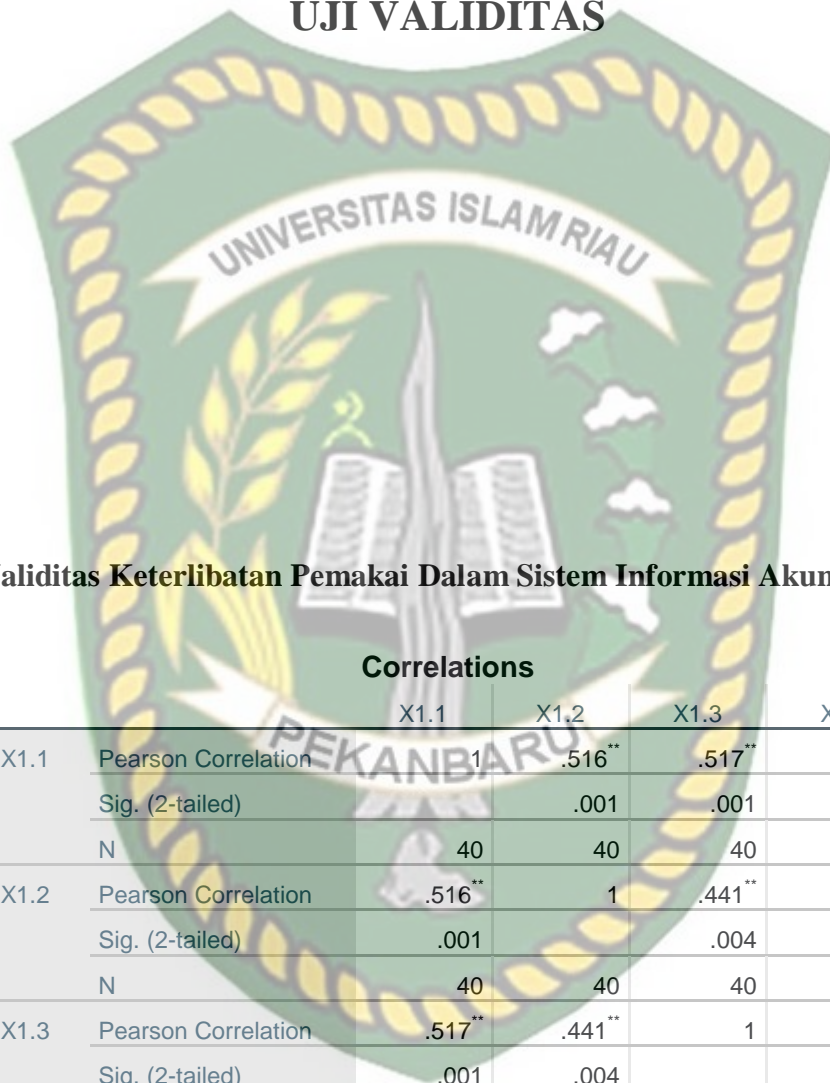 UJI VALIDITAS
UNIVERSITAS ISLAM RIAU
Keterlibatan Pemakai Dalam Sistem Informasi
Correlations
X1.1 X1.2 X1.3
X1.1 Pearson Correlation 1 .516** .517**
Sig. (2-tailed) .001 .001
N 40 40 40
X1.2 Pearson Correlation .516** 1 .441**
Sig. (2-tailed) .001 .004
N 40 40 40
X1.3 Pearson Correlation .517** .441** 1
Sig. (2-tailed) .001 .004
PEKANBARU